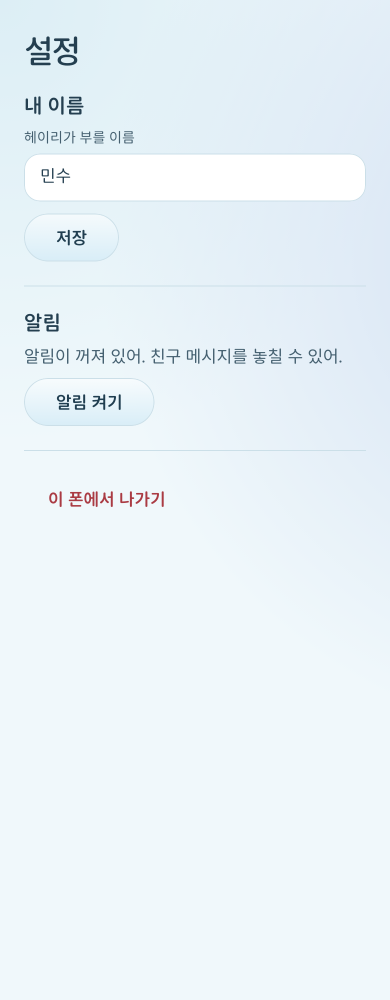 설정
내 이름
헤이리가 부를 이름
민수
저장
알림
알림이 꺼져 있어. 친구 메시지를 놓칠 수 있어.
알림 켜기
이 폰에서 나가기